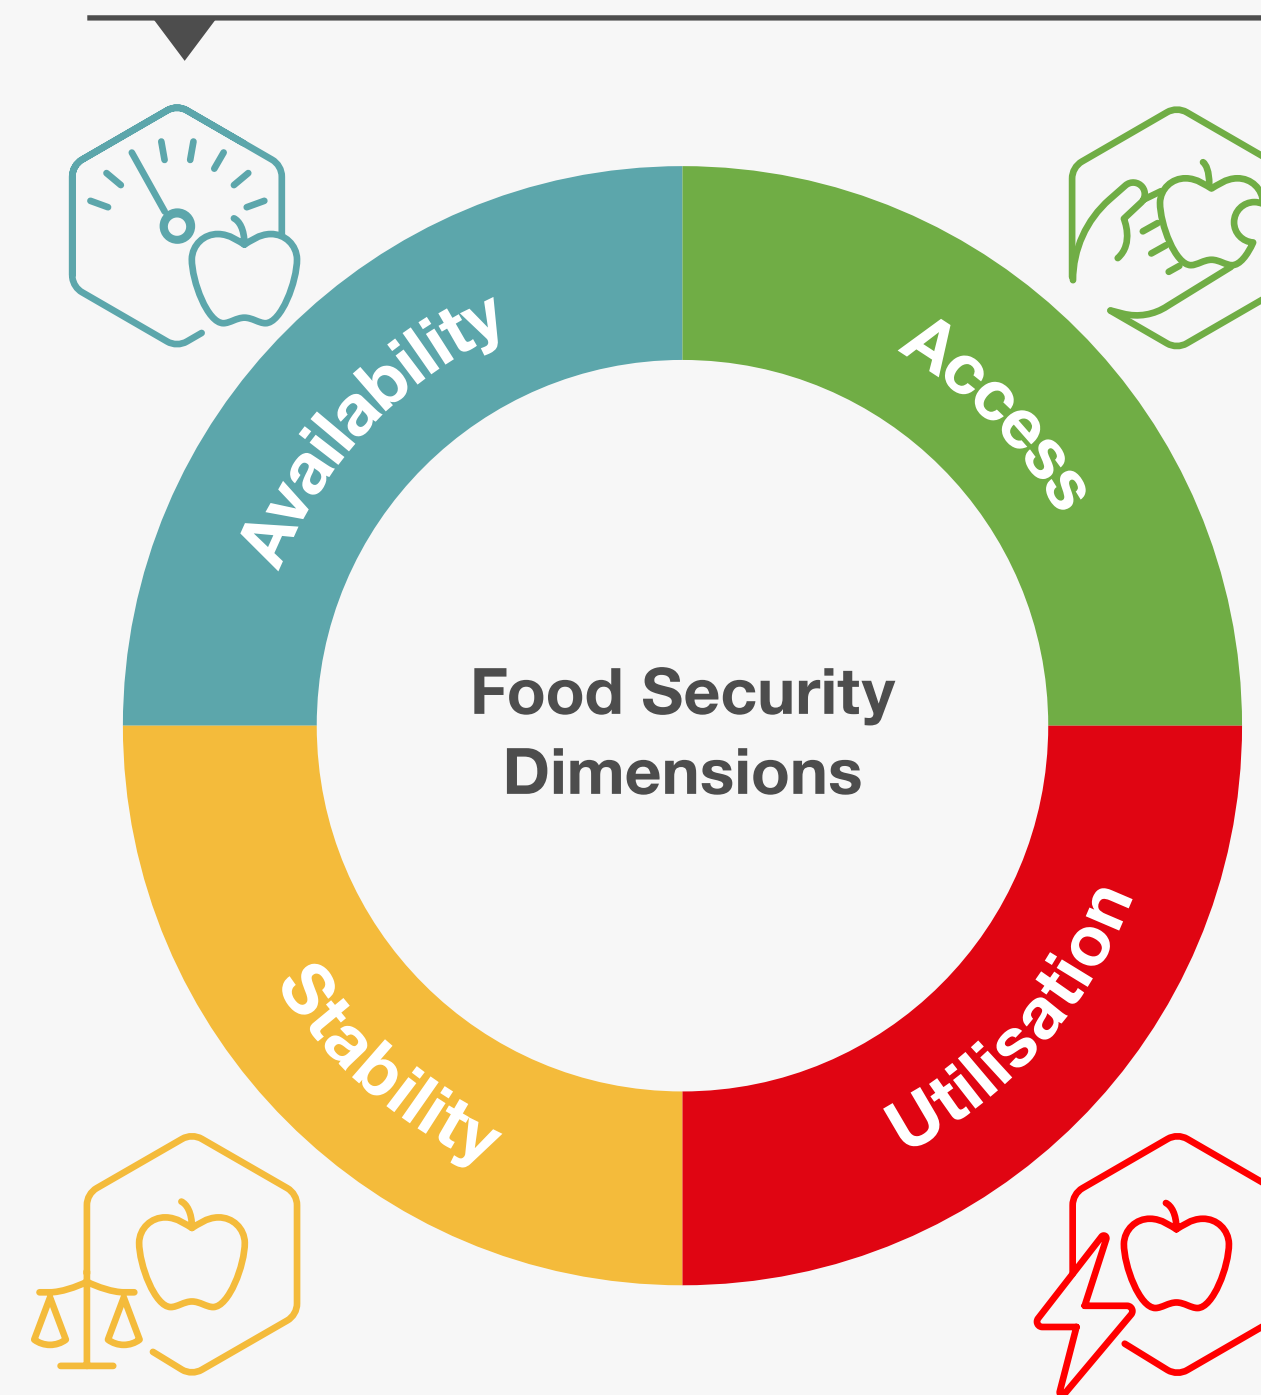 Availability
Access
Food Security
Dimensions
Stability
Utilisation